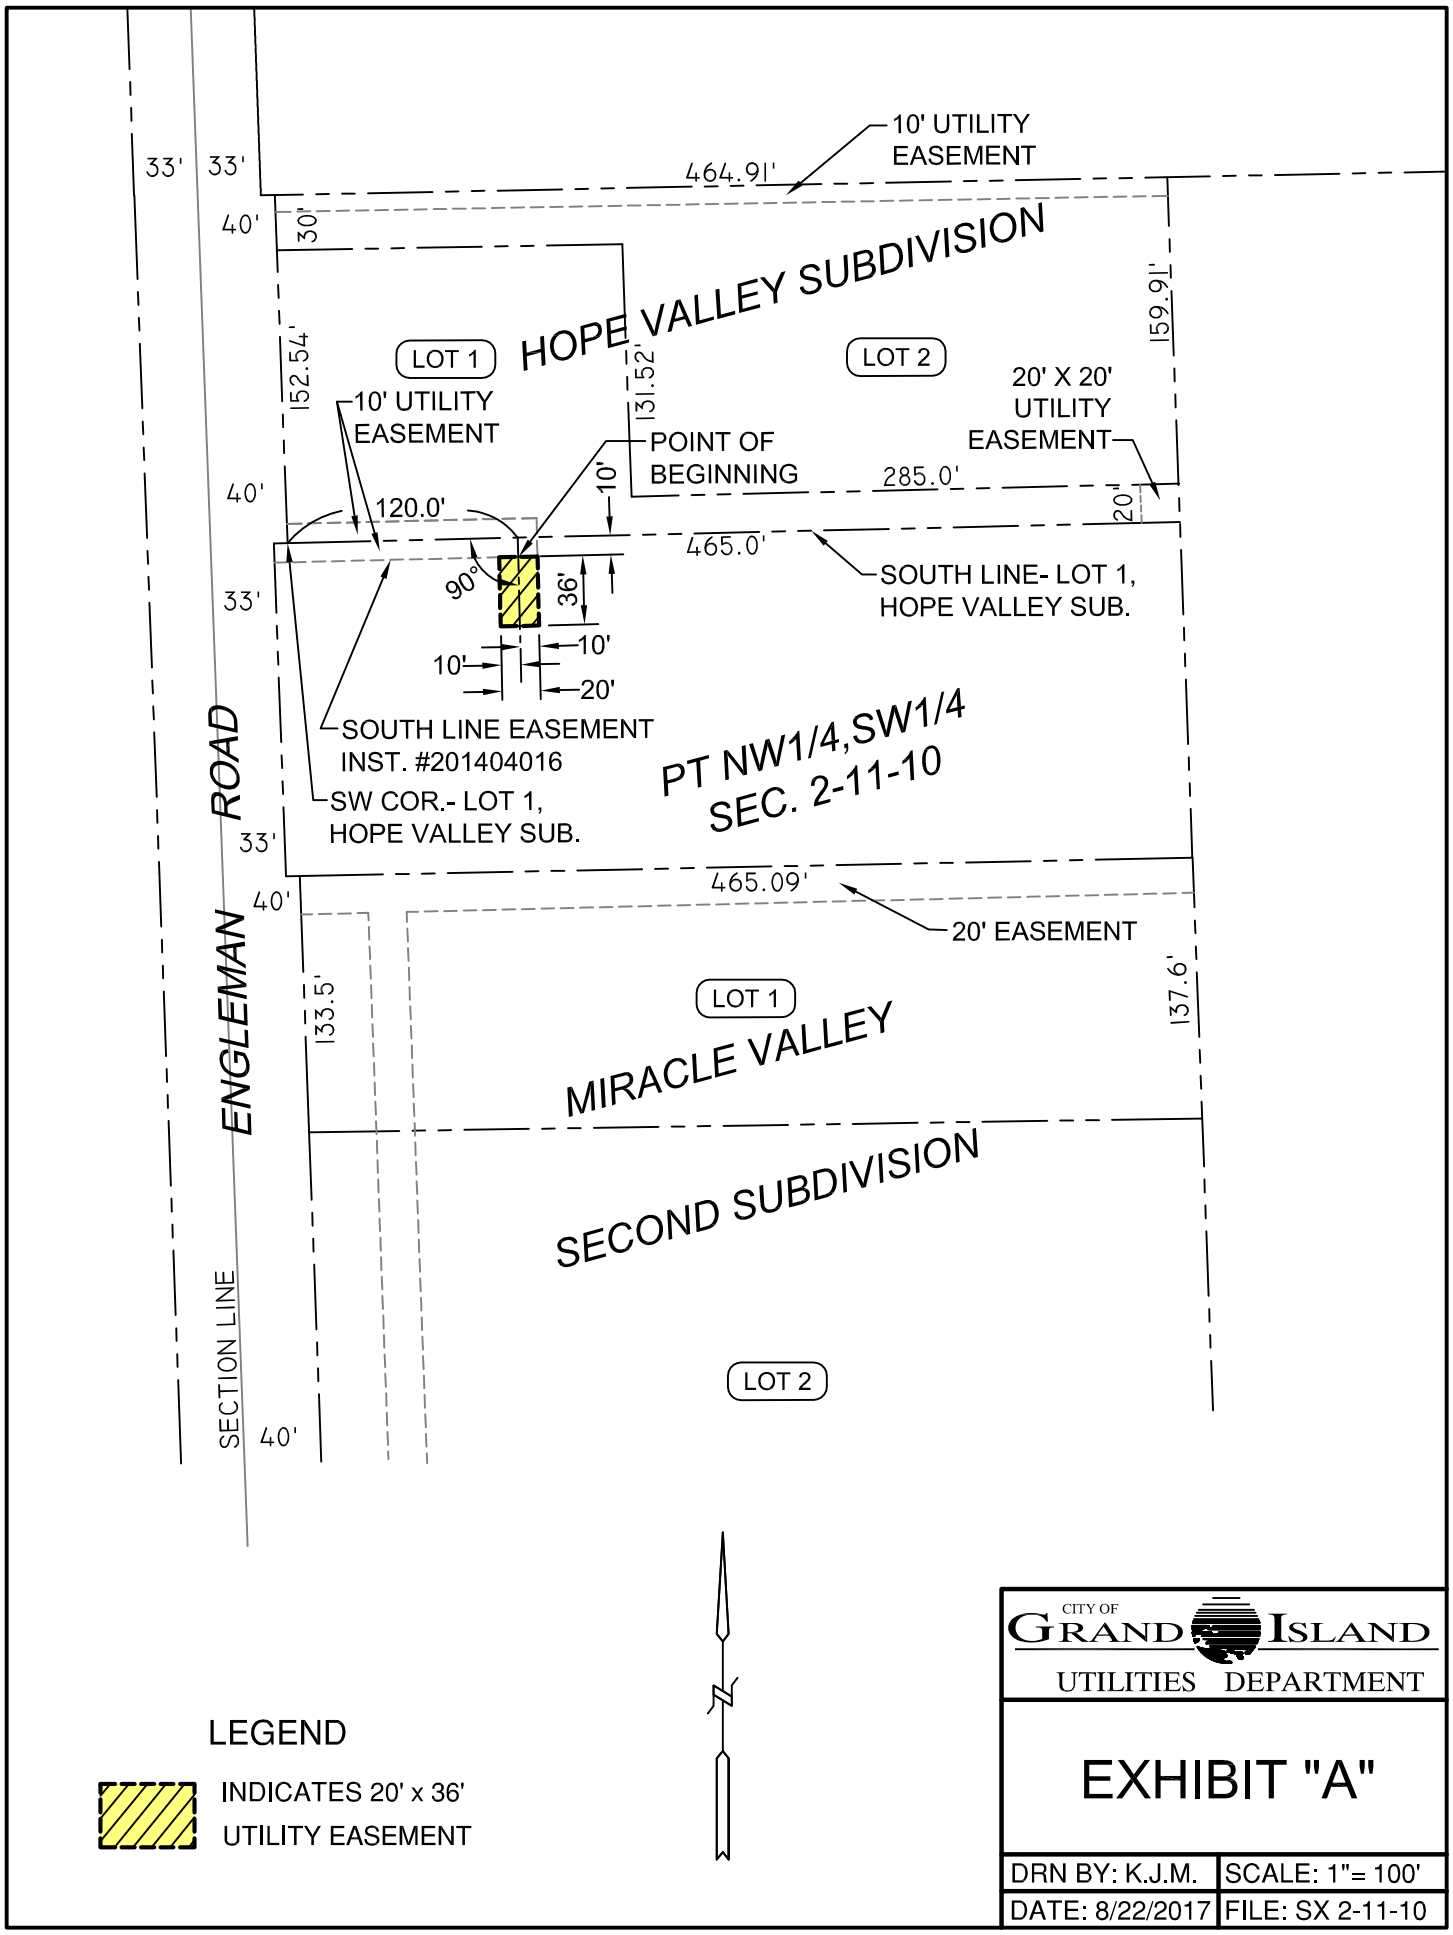 10' UTILITY
EASEMENT
33'
33'
464.91'
40'
30'
HOPE VALLEY SUBDIVISION
159.91'
152.54'
LOT 1
131.52'
LOT 2
20' X 20'
UTILITY
EASEMENT
10' UTILITY
EASEMENT
POINT OF
BEGINNING
10'
285.0'
40'
120.0'
20'
465.0'
90°
36'
SOUTH LINE- LOT 1,
HOPE VALLEY SUB.
33'
10'
10'
20'
SOUTH LINE EASEMENT
INST. #201404016
PT NW1/4,SW1/4
SEC. 2-11-10
SW COR.- LOT 1,
HOPE VALLEY SUB.
33'
465.09'
40'
20' EASEMENT
ENGLEMAN ROAD
133.5'
LOT 1
137.6'
MIRACLE VALLEY
SECOND SUBDIVISION
SECTION LINE
LOT 2
40'
LEGEND
INDICATES 20' x 36'
UTILITY EASEMENT
CITY OF
GRAND ISLAND
UTILITIES DEPARTMENT
EXHIBIT "A"
DRN BY: K.J.M.
SCALE: 1"= 100'
DATE: 8/22/2017
FILE: SX 2-11-10